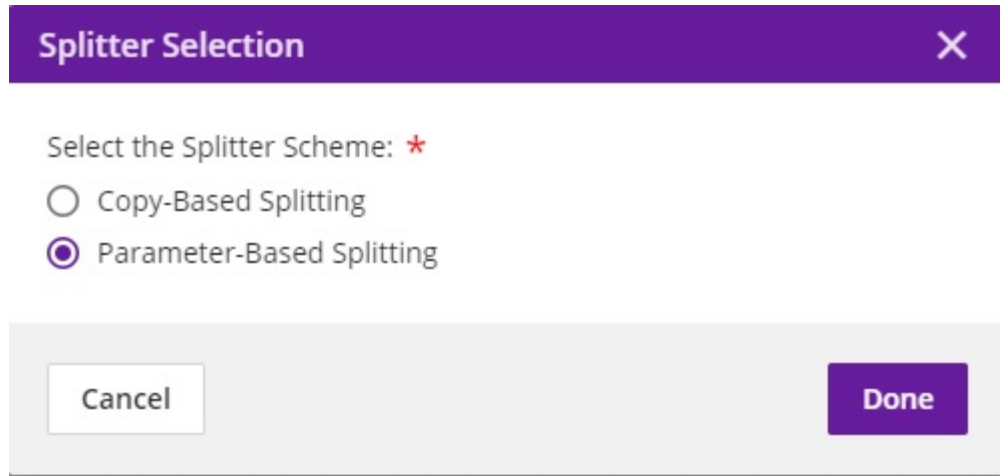 Splitter Selection
Select the Splitter Scheme: *
Copy-Based Splitting
Parameter-Based Splitting
Cancel
Done